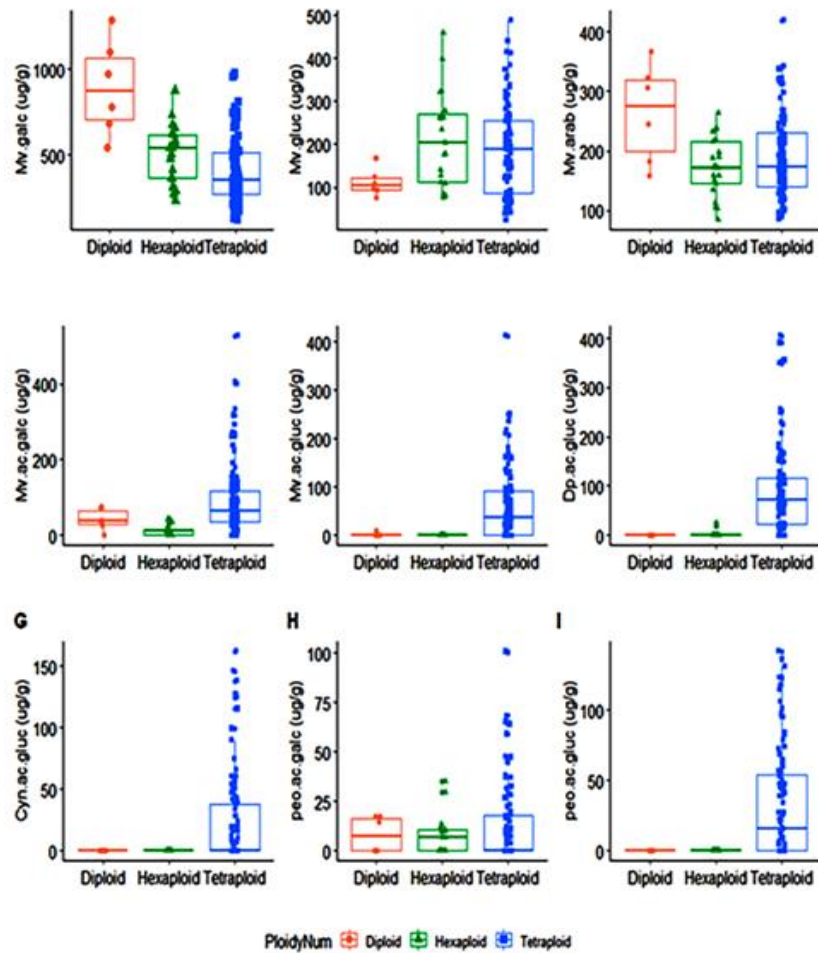 Mv.galc (ug/g)
1000
500
Diploid Hexaploid Tetraploid
Mv.gluc (ug/g)
500
400
300
200
100
0
Diploid Hexaploid Tetraploid
Mv.arab (ug/g)
400
300
200
100
Diploid Hexaploid Tetraploid
Mv.ac.galc (ug/g)
400
200
0
Diploid Hexaploid Tetraploid
Mv.ac.gluc (ug/g)
400
300
200
100
0
Diploid Hexaploid Tetraploid
Dp.ac.gluc (ug/g)
400
300
200
100
0
Diploid Hexaploid Tetraploid
G
Cyn.ac.gluc (ug/g)
150
100
50
0
Diploid Hexaploid Tetraploid
H
peo.ac.galc (ug/g)
100
75
50
25
0
Diploid Hexaploid Tetraploid
I
peo.ac.gluc (ug/g)
100
50
0
Diploid Hexaploid Tetraploid
PloidyNum Diploid Hexaploid Tetraploid